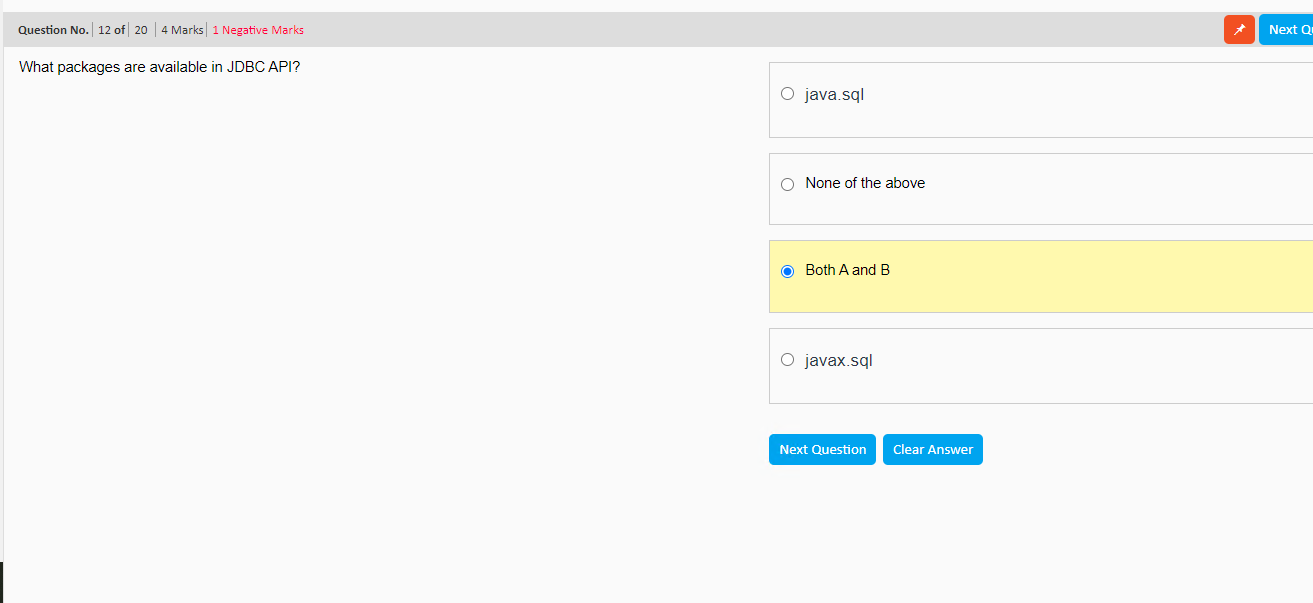 Question No. 12 of 20 4 Marks 1 Negative Marks
Next Q
What packages are available in JDBC API?
java.sql
None of the above
Both A and B
javax.sql
Next Question Clear Answer